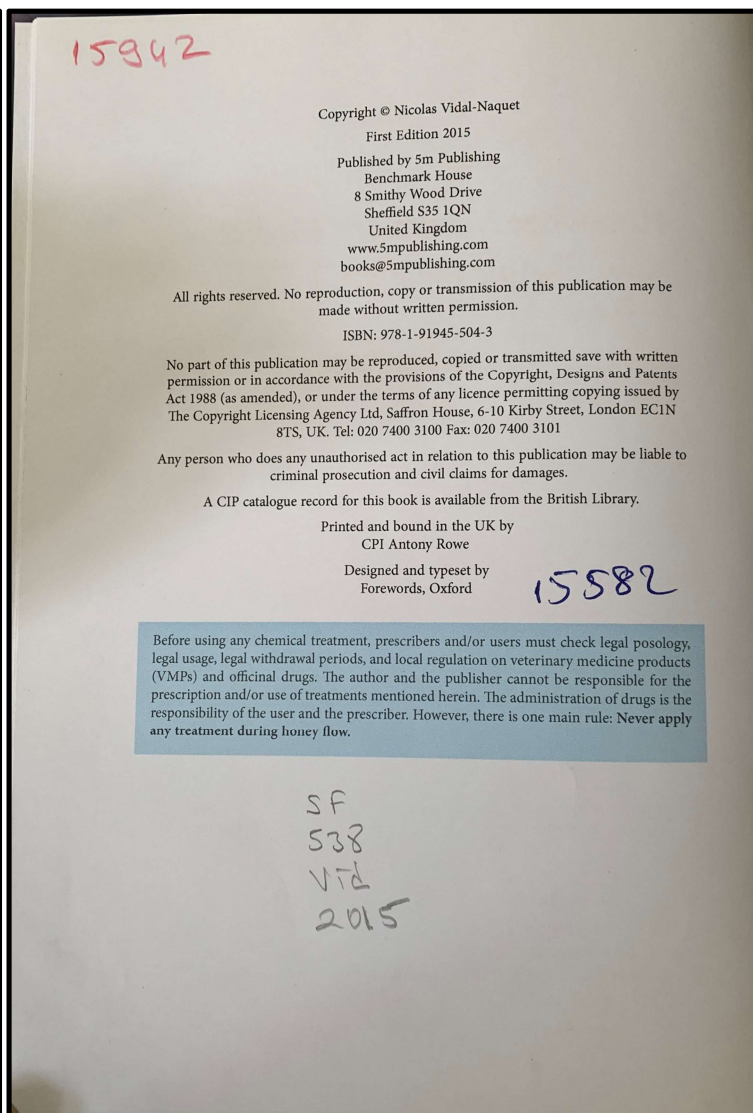 15942
Copyright © Nicolas Vidal-Naquet
First Edition 2015
Published by 5m Publishing
Benchmark House
8 Smithy Wood Drive
Sheffield S35 1QN
United Kingdom
www.5mpublishing.com
books@5mpublishing.com
All rights reserved. No reproduction, copy or transmission of this publication may be
made without written permission.
ISBN: 978-1-91945-504-3
No part of this publication may be reproduced, copied or transmitted save with written
permission or in accordance with the provisions of the Copyright, Designs and Patents
Act 1988 (as amended), or under the terms of any licence permitting copying issued by
The Copyright Licensing Agency Ltd, Saffron House, 6-10 Kirby Street, London EC1N
8TS, UK. Tel: 020 7400 3100 Fax: 020 7400 3101
Any person who does any unauthorised act in relation to this publication may be liable to
criminal prosecution and civil claims for damages.
A CIP catalogue record for this book is available from the British Library.
Printed and bound in the UK by
CPI Antony Rowe
Designed and typeset by
Forewords, Oxford
15582
Before using any chemical treatment, prescribers and/or users must check legal posology,
legal usage, legal withdrawal periods, and local regulation on veterinary medicine products
(VMPs) and officinal drugs. The author and the publisher cannot be responsible for the
prescription and/or use of treatments mentioned herein. The administration of drugs is the
responsibility of the user and the prescriber. However, there is one main rule: Never apply
any treatment during honey flow.
SF
538
Vid
2015